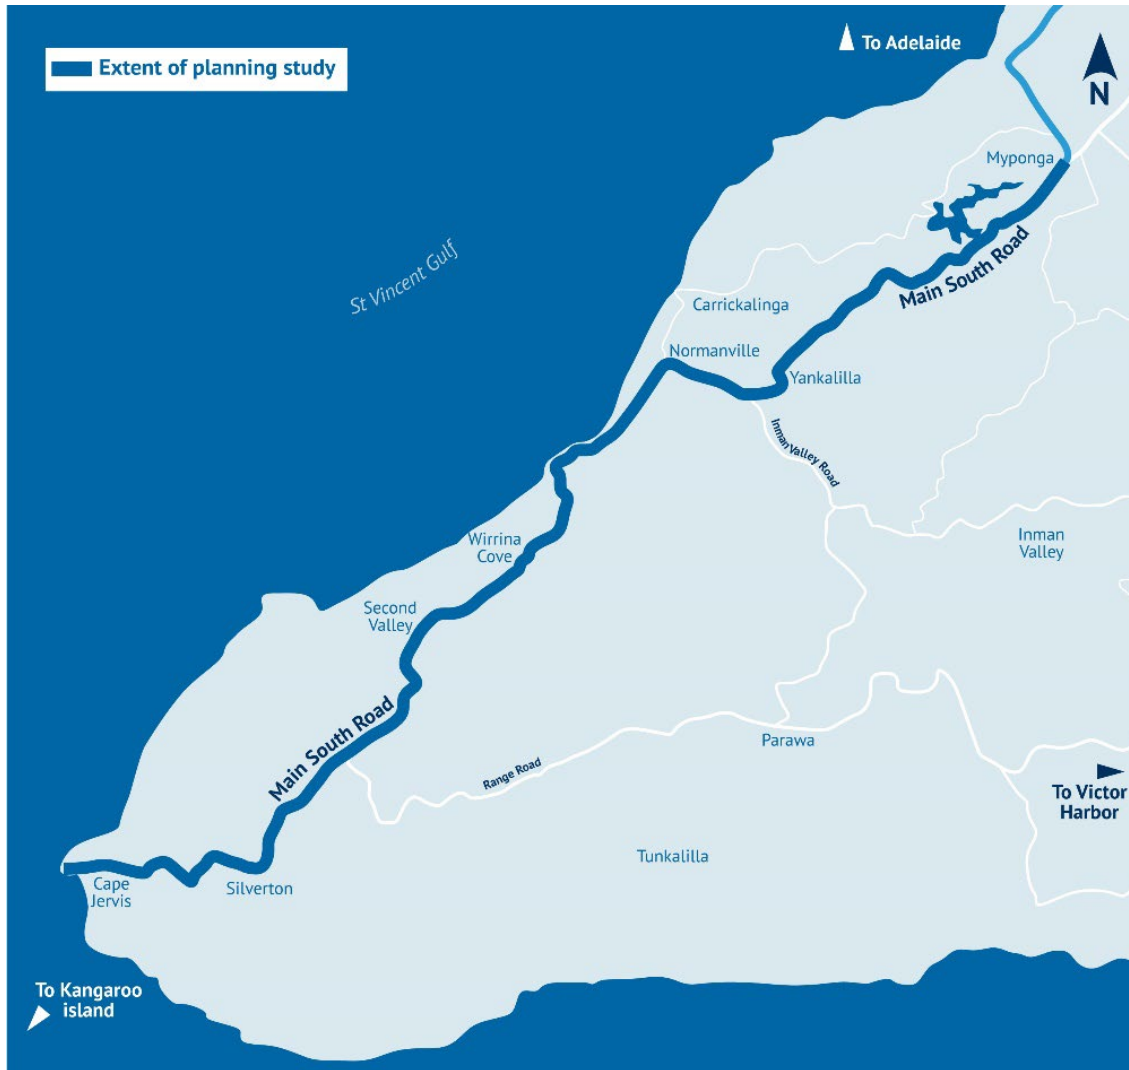 To Adelaide
Extent of planning study
N
Myponga
Main South Road
St Vincent Gulf
Carrickalinga
Normanville
Yankalilla
Inman Valley Road
Wirrina
Cove
Inman
Valley
Second
Valley
Main South Road
Parawa
Range Road
To Victor
Harbor
Tunkalilla
Cape
Jervis
Silverton
To Kangaroo
island